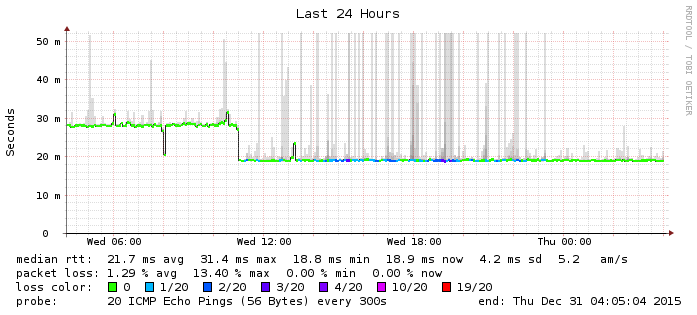 Last 24 Hours
RRDTOOL / TOBI OETIKER
Seconds
50 m
40 m
30 m
20 m
10 m
0
Wed 06:00 Wed 12:00 Wed 18:00 Thu 00:00
median rtt: 21.7 ms avg 31.4 ms max 18.8 ms min 18.9 ms now 4.2 ms sd 5.2 am/s
packet loss: 1.29 % avg 13.40 % max 0.00 % min 0.00 % now
loss color: 0 1/20 2/20 3/20 4/20 10/20 19/20
probe: 20 ICMP Echo Pings (56 Bytes) every 300s end: Thu Dec 31 04:05:04 2015